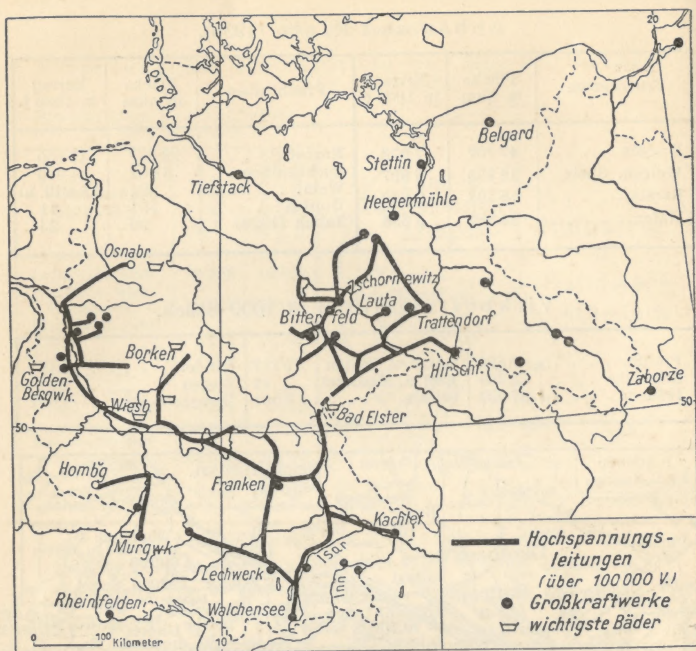 10
20
Belgard
Stettin
Tiefstack
Heegermühle
Osnabr
Tschornewitz
Lauta
Bitterfeld
Trattendorf
Borken
Hirschf.
Golden-
Bergwk.
Zaborze
Wiesb
Bad Elster
50
50
Hombg
Franken
Kachlet
Murgwk.
Isar
Lechwerk
Inn
Rheinfelden
Walchensee
0 100
Kilometer
10
Hochspannungs-
leitungen
(über 100 000 V.)
Großkraftwerke
wichtigste Bäder